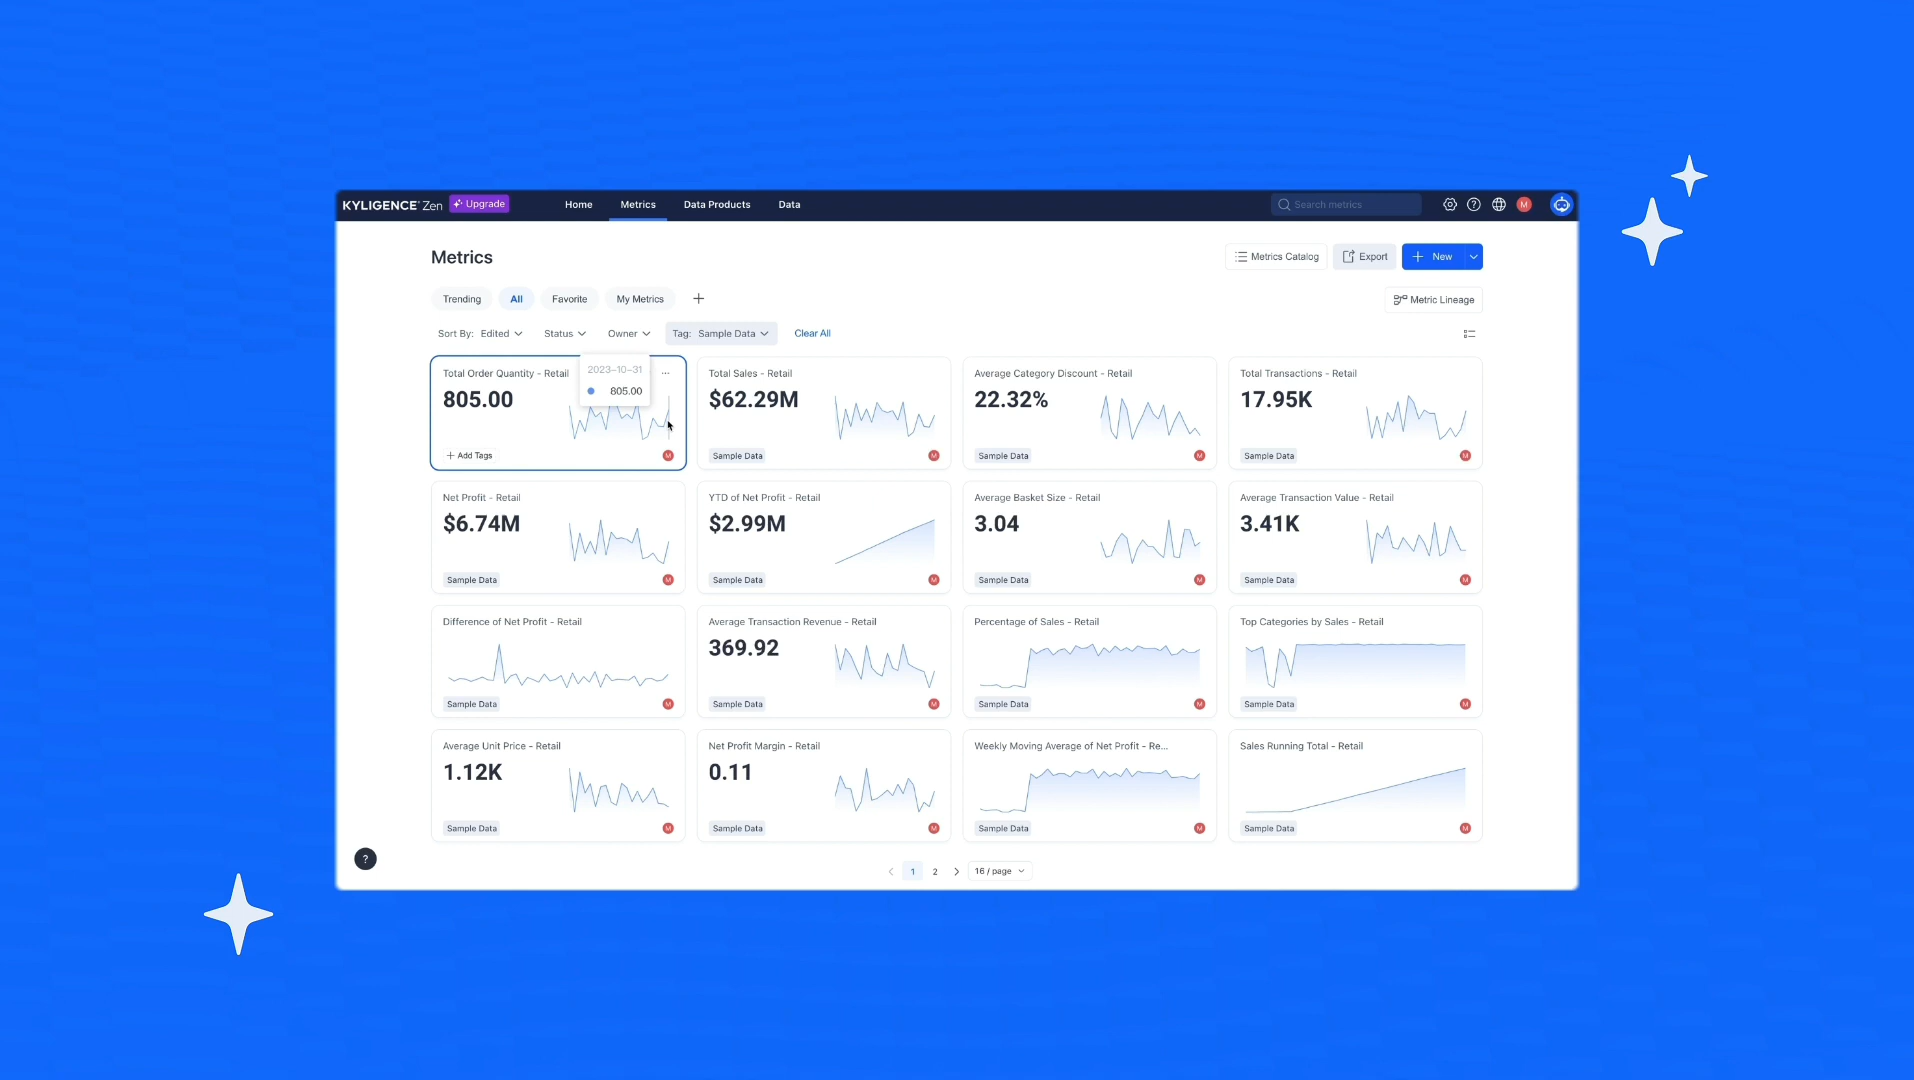 KYLIGENCE Zen Upgrade Home Metrics Data Products Data Search metrics ? M
Metrics Metrics Catalog Export New
Trending All Favorite My Metrics Metric Lineage
Sort By: Edited Status Owner Tag: Sample Data Clear All
Total Order Quantity - Retail
805.00
2023-10-31
805.00
Add Tags M
Total Sales - Retail
$62.29M
Sample Data M
Average Category Discount - Retail
22.32%
Sample Data M
Total Transactions - Retail
17.95K
Sample Data M
Net Profit - Retail
$6.74M
Sample Data M
YTD of Net Profit - Retail
$2.99M
Sample Data M
Average Basket Size - Retail
3.04
Sample Data M
Average Transaction Value - Retail
3.41K
Sample Data M
Difference of Net Profit - Retail
Sample Data M
Average Transaction Revenue - Retail
369.92
Sample Data M
Percentage of Sales - Retail
Sample Data M
Top Categories by Sales - Retail
Sample Data M
Average Unit Price - Retail
1.12K
Sample Data M
Net Profit Margin - Retail
0.11
Sample Data M
Weekly Moving Average of Net Profit - Re...
Sample Data M
Sales Running Total - Retail
Sample Data M
?
1 2 16 / page